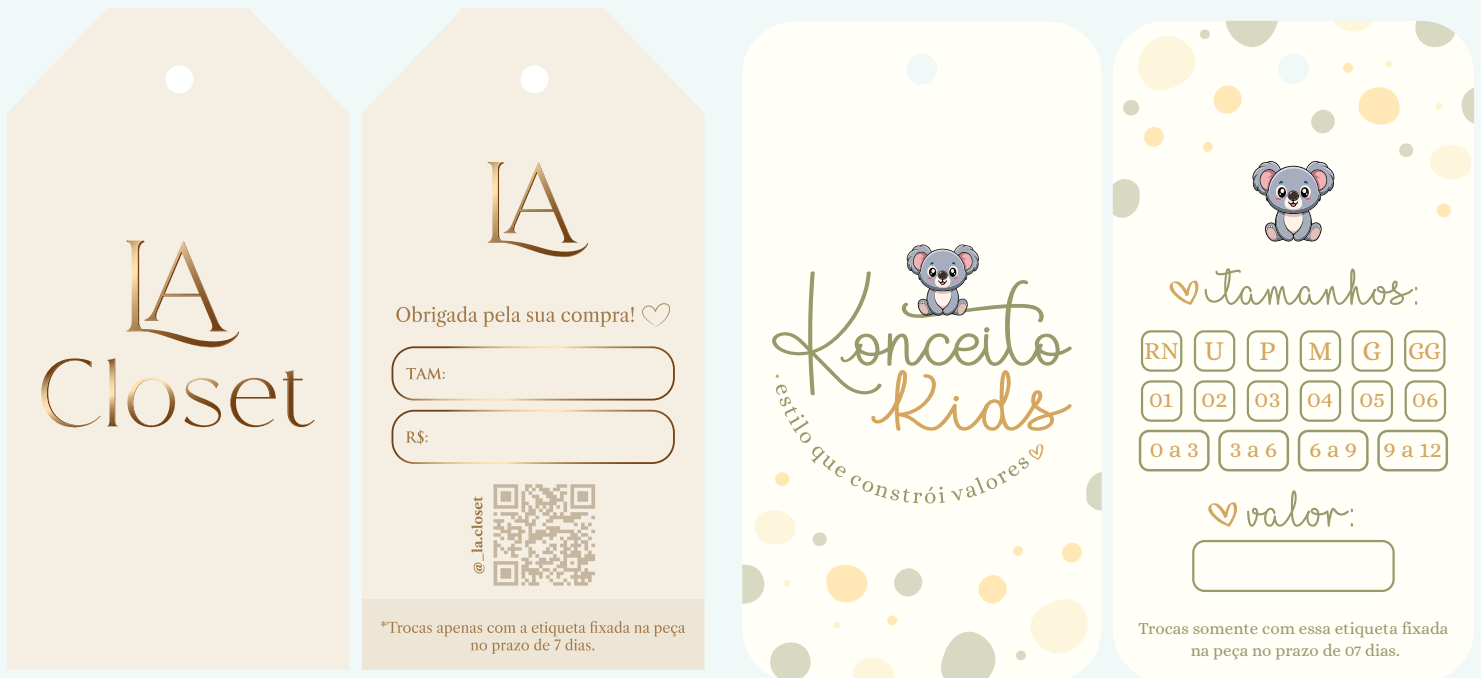 LA
Closet
LA
Obrigada pela sua compra!
TAM:
R$:
@_la.closet
*Trocas apenas com a etiqueta fixada na peça
no prazo de 7 dias.
Konceito
Kids
. estilo que constrói valores
tamanhos:
RN U P M G GG
01 02 03 04 05 06
0 a 3 3 a 6 6 a 9 9 a 12
valor:
Trocas somente com essa etiqueta fixada
na peça no prazo de 07 dias.